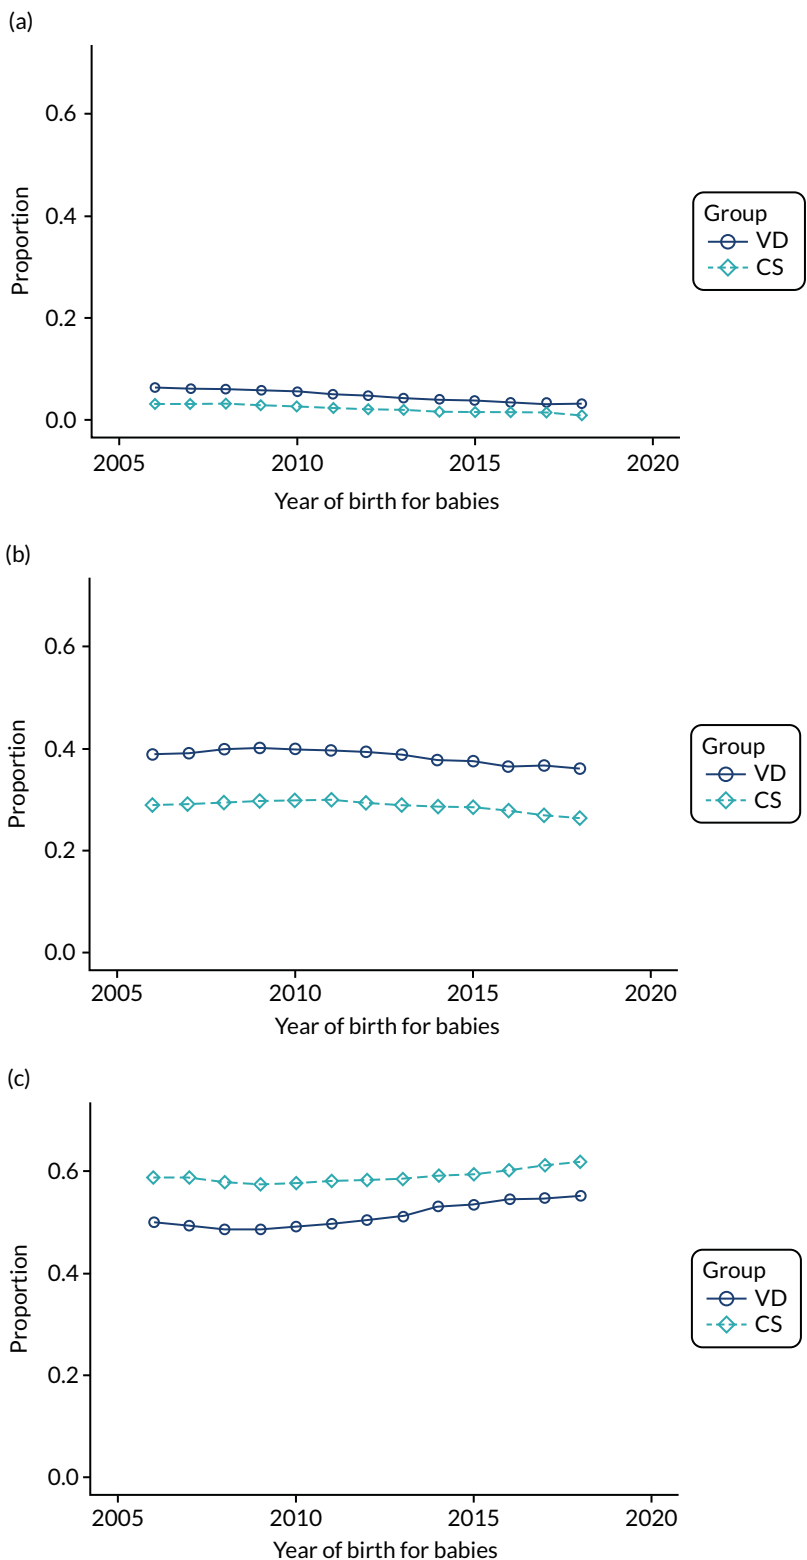 (a)
Proportion
0.6
0.4
0.2
0.0
2005 2010 2015 2020
Year of birth for babies
Group
VD
CS
(b)
Proportion
0.6
0.4
0.2
0.0
2005 2010 2015 2020
Year of birth for babies
Group
VD
CS
(c)
Proportion
0.6
0.4
0.2
0.0
2005 2010 2015 2020
Year of birth for babies
Group
VD
CS